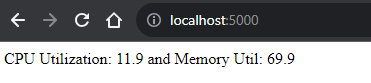 localhost:5000
CPU Utilization: 11.9 and Memory Util: 69.9